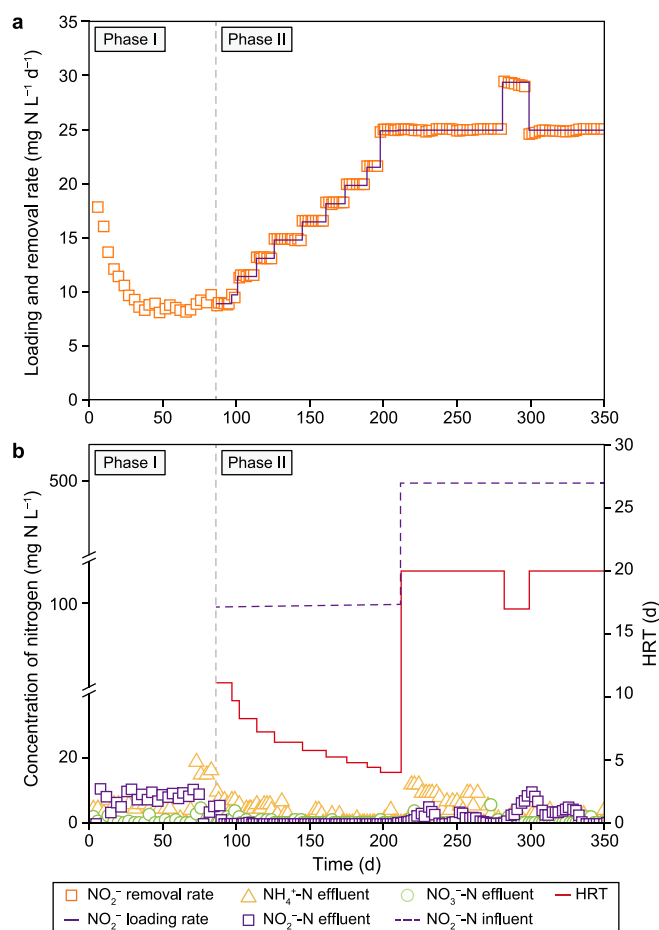 a
Phase I
Phase II
Loading and removal rate (mg N L⁻¹ d⁻¹)
35
30
25
20
15
10
5
0
0 50 100 150 200 250 300 350
b
Phase I
Phase II
Concentration of nitrogen (mg N L⁻¹)
500
100
20
0
30
25
20
15
10
5
0
HRT (d)
0 50 100 150 200 250 300 350
Time (d)
NO₂⁻ removal rate NH₄⁺-N effluent NO₃⁻-N effluent HRT
NO₂⁻ loading rate NO₂⁻-N effluent NO₂⁻-N influent